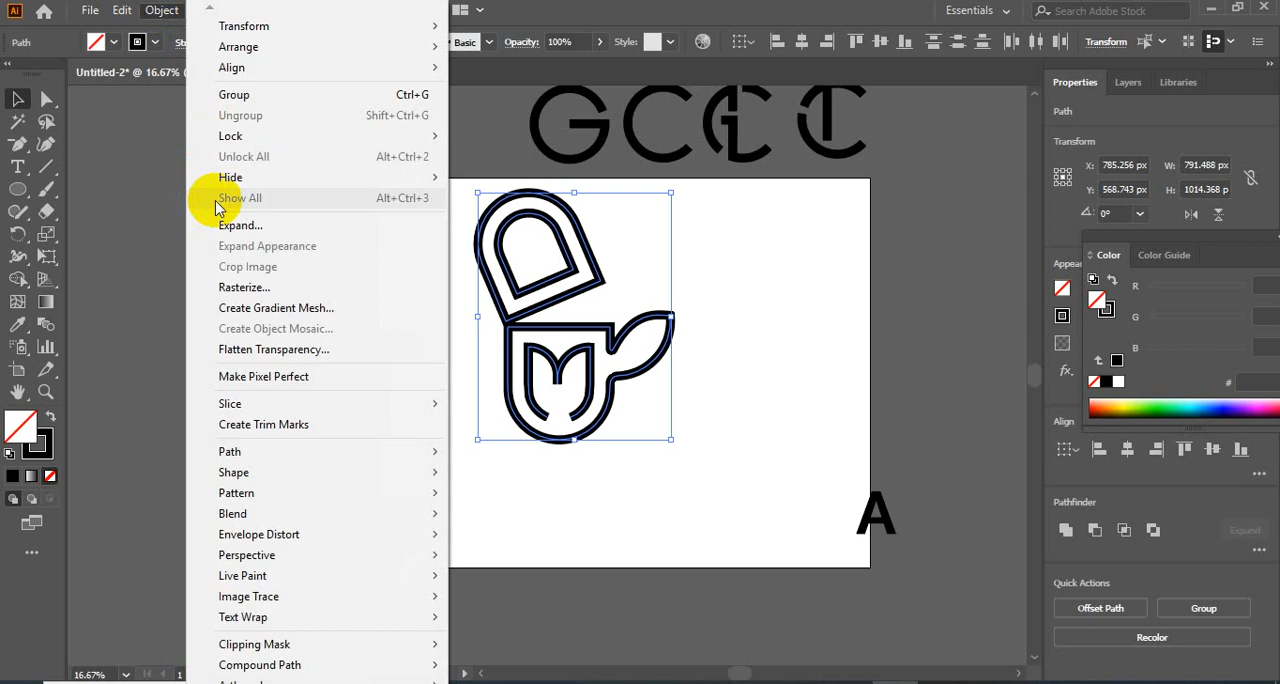 Ai File Edit Object Essentials Search Adobe Stock
Path Basic Opacity: 100% Style: Transform
Untitled-2* @ 16.67% Properties Layers Libraries
Transform
Arrange
Align
Group Ctrl+G
Ungroup Shift+Ctrl+G
Lock
Unlock All Alt+Ctrl+2
Hide
Show All Alt+Ctrl+3
Expand...
Expand Appearance
Crop Image
Rasterize...
Create Gradient Mesh...
Create Object Mosaic...
Flatten Transparency...
Make Pixel Perfect
Slice
Create Trim Marks
Path
Shape
Pattern
Blend
Envelope Distort
Perspective
Live Paint
Image Trace
Text Wrap
Clipping Mask
Compound Path
16.67% 1
A
Path
Transform
X: 785.256 px W: 791.488 px
Y: 568.743 px H: 1014.368 p
0°
Color Color Guide
R
G
B
#
Align
Pathfinder
Expand
Quick Actions
Offset Path Group
Recolor